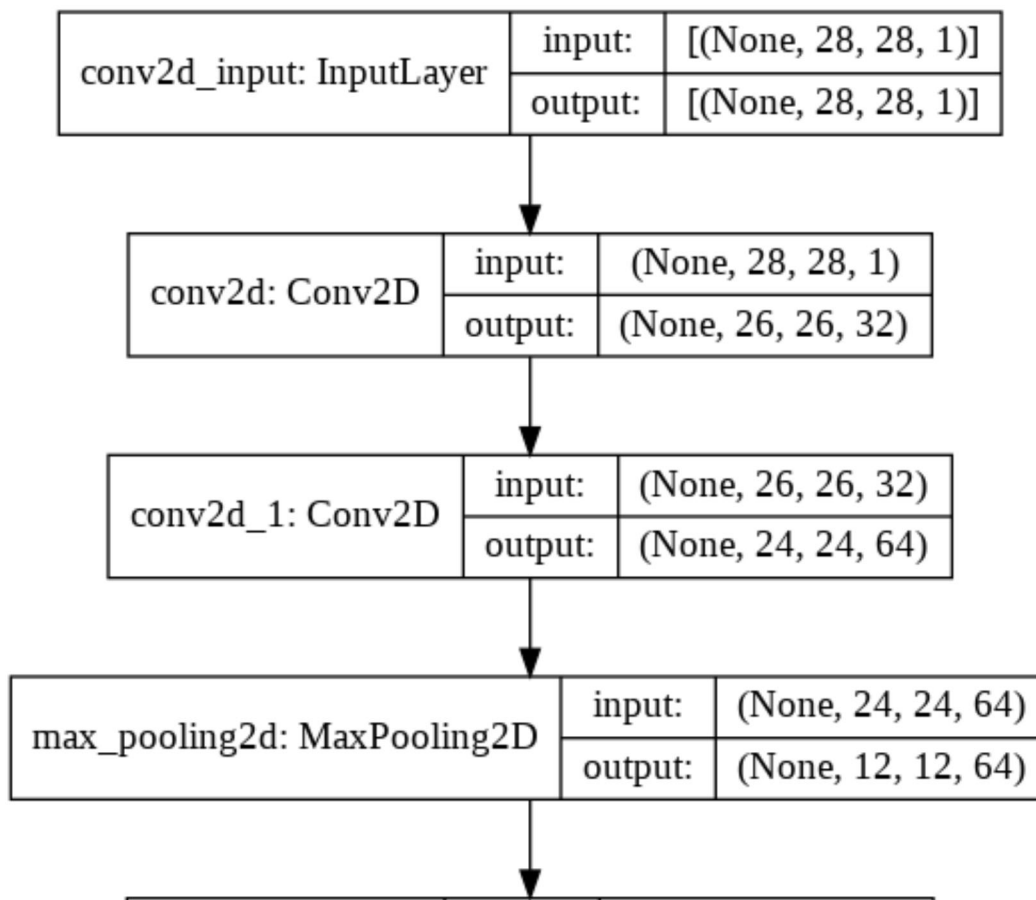 conv2d_input: InputLayer
input: [(None, 28, 28, 1)]
output: [(None, 28, 28, 1)]
conv2d: Conv2D
input: (None, 28, 28, 1)
output: (None, 26, 26, 32)
conv2d_1: Conv2D
input: (None, 26, 26, 32)
output: (None, 24, 24, 64)
max_pooling2d: MaxPooling2D
input: (None, 24, 24, 64)
output: (None, 12, 12, 64)